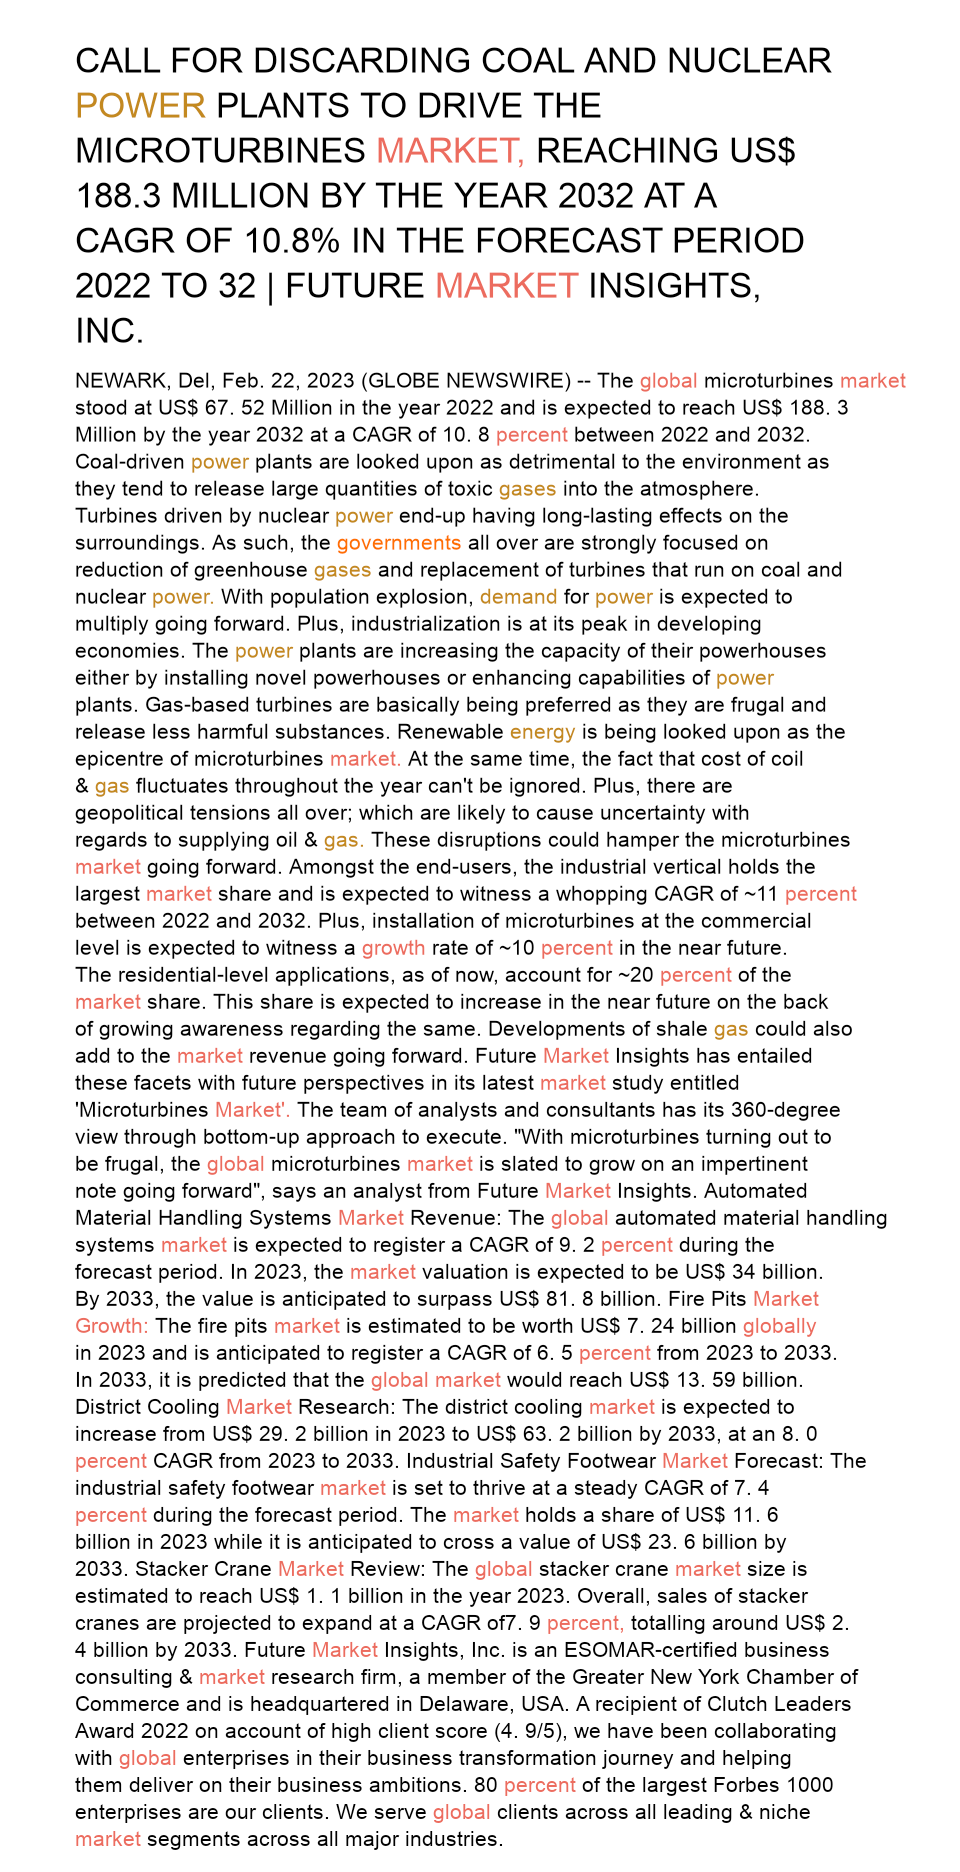 CALL FOR DISCARDING COAL AND NUCLEAR
POWER PLANTS TO DRIVE THE
MICROTURBINES MARKET, REACHING US$
188.3 MILLION BY THE YEAR 2032 AT A
CAGR OF 10.8% IN THE FORECAST PERIOD
2022 TO 32 | FUTURE MARKET INSIGHTS,
INC.
NEWARK, Del, Feb. 22, 2023 (GLOBE NEWSWIRE) -- The global microturbines market
stood at US$ 67. 52 Million in the year 2022 and is expected to reach US$ 188. 3
Million by the year 2032 at a CAGR of 10. 8 percent between 2022 and 2032.
Coal-driven power plants are looked upon as detrimental to the environment as
they tend to release large quantities of toxic gases into the atmosphere.
Turbines driven by nuclear power end-up having long-lasting effects on the
surroundings. As such, the governments all over are strongly focused on
reduction of greenhouse gases and replacement of turbines that run on coal and
nuclear power. With population explosion, demand for power is expected to
multiply going forward. Plus, industrialization is at its peak in developing
economies. The power plants are increasing the capacity of their powerhouses
either by installing novel powerhouses or enhancing capabilities of power
plants. Gas-based turbines are basically being preferred as they are frugal and
release less harmful substances. Renewable energy is being looked upon as the
epicentre of microturbines market. At the same time, the fact that cost of coil
& gas fluctuates throughout the year can't be ignored. Plus, there are
geopolitical tensions all over; which are likely to cause uncertainty with
regards to supplying oil & gas. These disruptions could hamper the microturbines
market going forward. Amongst the end-users, the industrial vertical holds the
largest market share and is expected to witness a whopping CAGR of ~11 percent
between 2022 and 2032. Plus, installation of microturbines at the commercial
level is expected to witness a growth rate of ~10 percent in the near future.
The residential-level applications, as of now, account for ~20 percent of the
market share. This share is expected to increase in the near future on the back
of growing awareness regarding the same. Developments of shale gas could also
add to the market revenue going forward. Future Market Insights has entailed
these facets with future perspectives in its latest market study entitled
'Microturbines Market'. The team of analysts and consultants has its 360-degree
view through bottom-up approach to execute. "With microturbines turning out to
be frugal, the global microturbines market is slated to grow on an impertinent
note going forward", says an analyst from Future Market Insights. Automated
Material Handling Systems Market Revenue: The global automated material handling
systems market is expected to register a CAGR of 9. 2 percent during the
forecast period. In 2023, the market valuation is expected to be US$ 34 billion.
By 2033, the value is anticipated to surpass US$ 81. 8 billion. Fire Pits Market
Growth: The fire pits market is estimated to be worth US$ 7. 24 billion globally
in 2023 and is anticipated to register a CAGR of 6. 5 percent from 2023 to 2033.
In 2033, it is predicted that the global market would reach US$ 13. 59 billion.
District Cooling Market Research: The district cooling market is expected to
increase from US$ 29. 2 billion in 2023 to US$ 63. 2 billion by 2033, at an 8. 0
percent CAGR from 2023 to 2033. Industrial Safety Footwear Market Forecast: The
industrial safety footwear market is set to thrive at a steady CAGR of 7. 4
percent during the forecast period. The market holds a share of US$ 11. 6
billion in 2023 while it is anticipated to cross a value of US$ 23. 6 billion by
2033. Stacker Crane Market Review: The global stacker crane market size is
estimated to reach US$ 1. 1 billion in the year 2023. Overall, sales of stacker
cranes are projected to expand at a CAGR of7. 9 percent, totalling around US$ 2.
4 billion by 2033. Future Market Insights, Inc. is an ESOMAR-certified business
consulting & market research firm, a member of the Greater New York Chamber of
Commerce and is headquartered in Delaware, USA. A recipient of Clutch Leaders
Award 2022 on account of high client score (4. 9/5), we have been collaborating
with global enterprises in their business transformation journey and helping
them deliver on their business ambitions. 80 percent of the largest Forbes 1000
enterprises are our clients. We serve global clients across all leading & niche
market segments across all major industries.